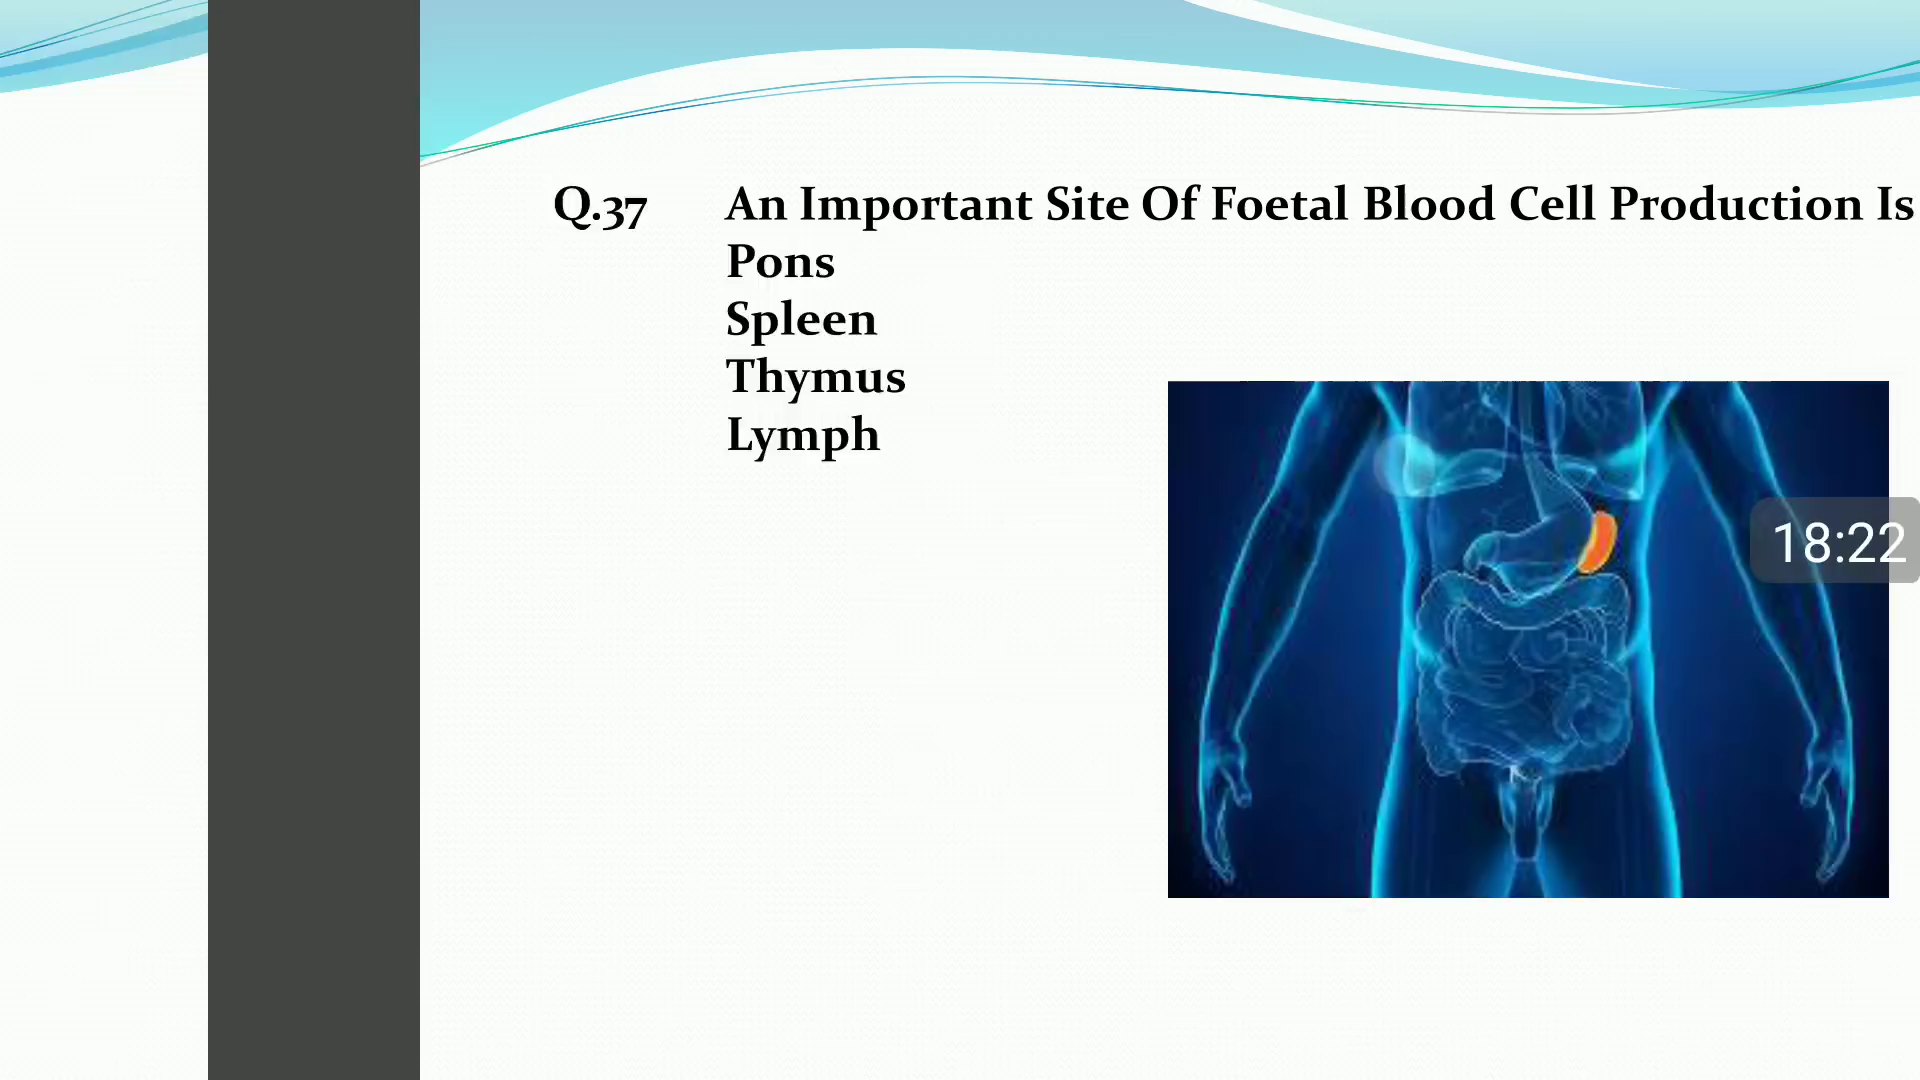 Q.37 An Important Site Of Foetal Blood Cell Production Is
Pons
Spleen
Thymus
Lymph
18:22